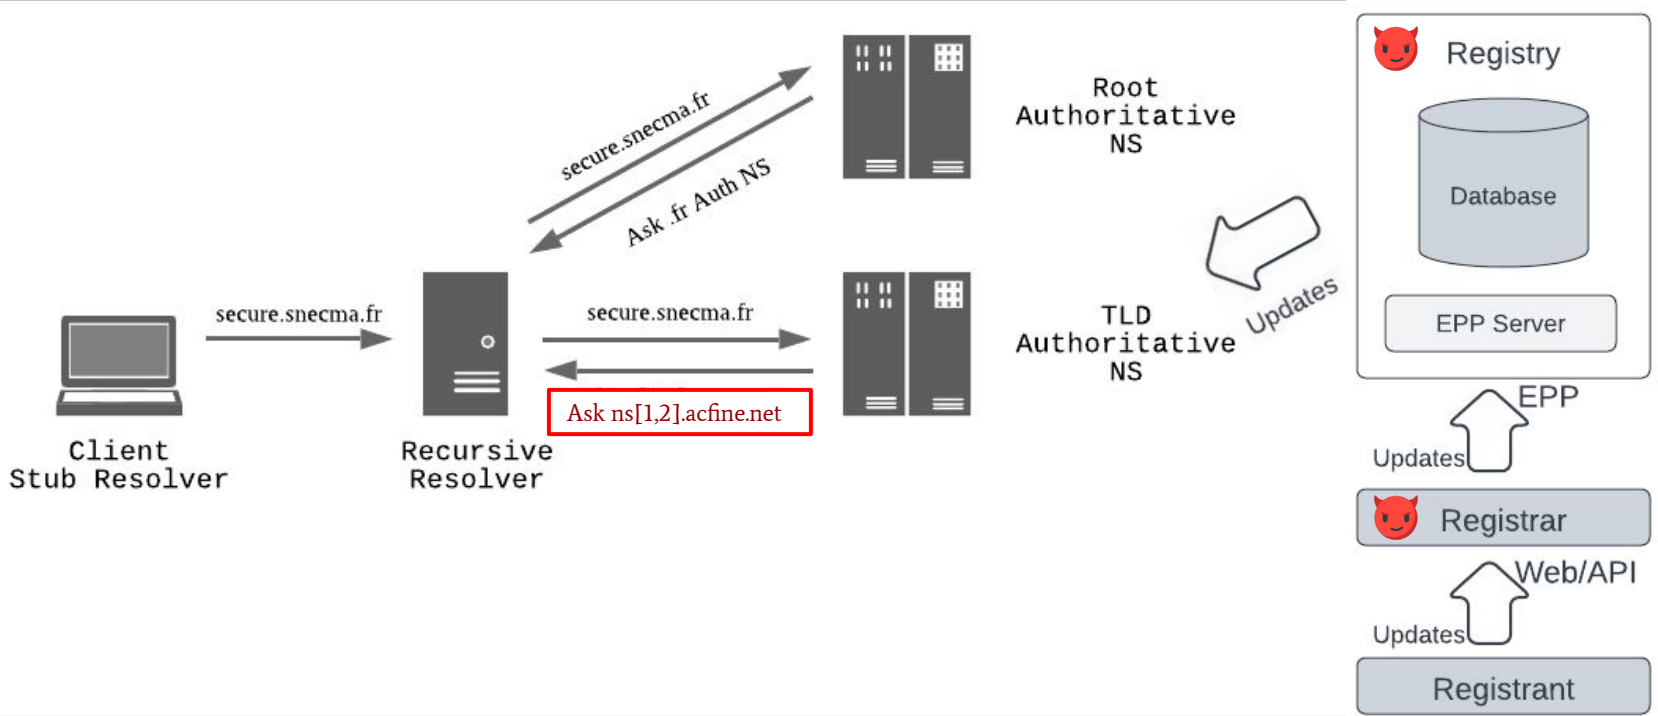 secure.snecma.fr
Ask .fr Auth NS
Root
Authoritative
NS
secure.snecma.fr
secure.snecma.fr
Ask ns[1,2].acfine.net
TLD
Authoritative
NS
Client
Stub Resolver
Recursive
Resolver
Updates
Registry
Database
EPP Server
EPP
Updates
Registrar
Web/API
Updates
Registrant